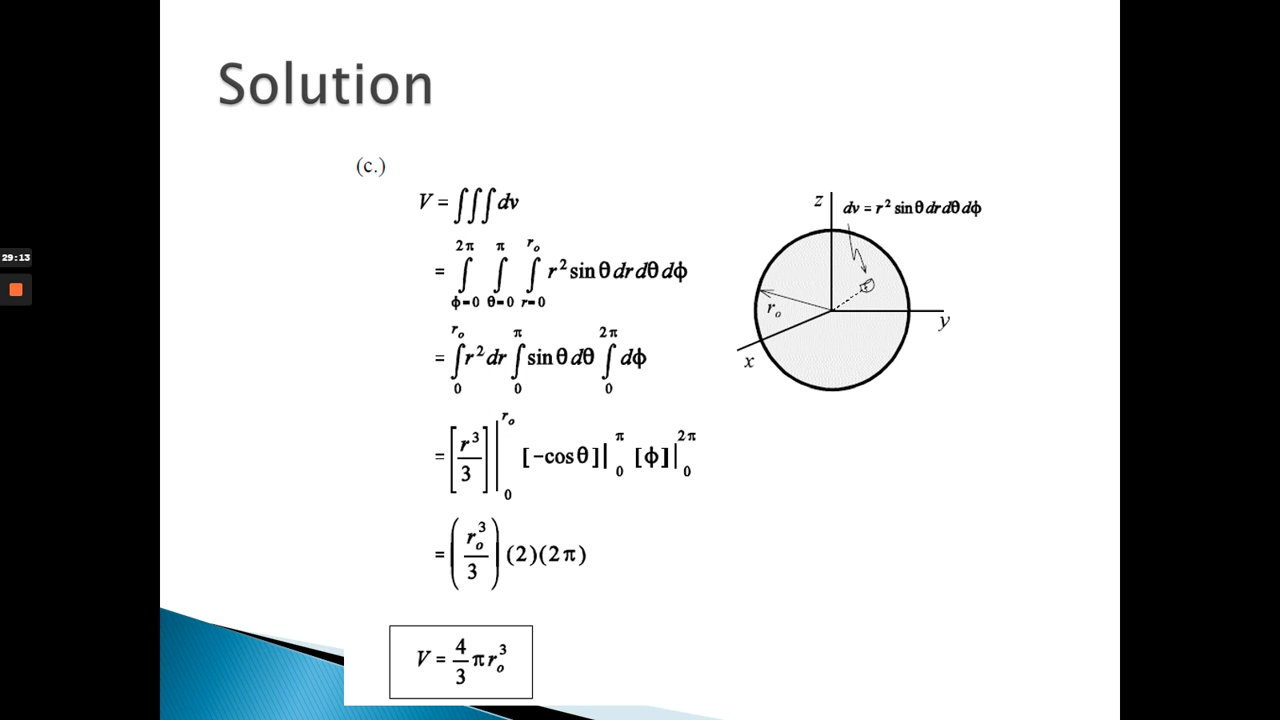 Solution
(c.)
V = ∫∫∫ dv
= ∫_{ϕ=0}^{2π} ∫_{θ=0}^{π} ∫_{r=0}^{r_o} r² sin θ dr dθ dϕ
= ∫_0^{r_o} r² dr ∫_0^π sin θ dθ ∫_0^{2π} dϕ
= [r³/3]|_0^{r_o} [−cos θ]|_0^π [ϕ]|_0^{2π}
= (r_o³/3) (2)(2π)
V = 4/3 π r_o³
z
dv = r² sin θ dr dθ dϕ
r_o
y
x
29:13